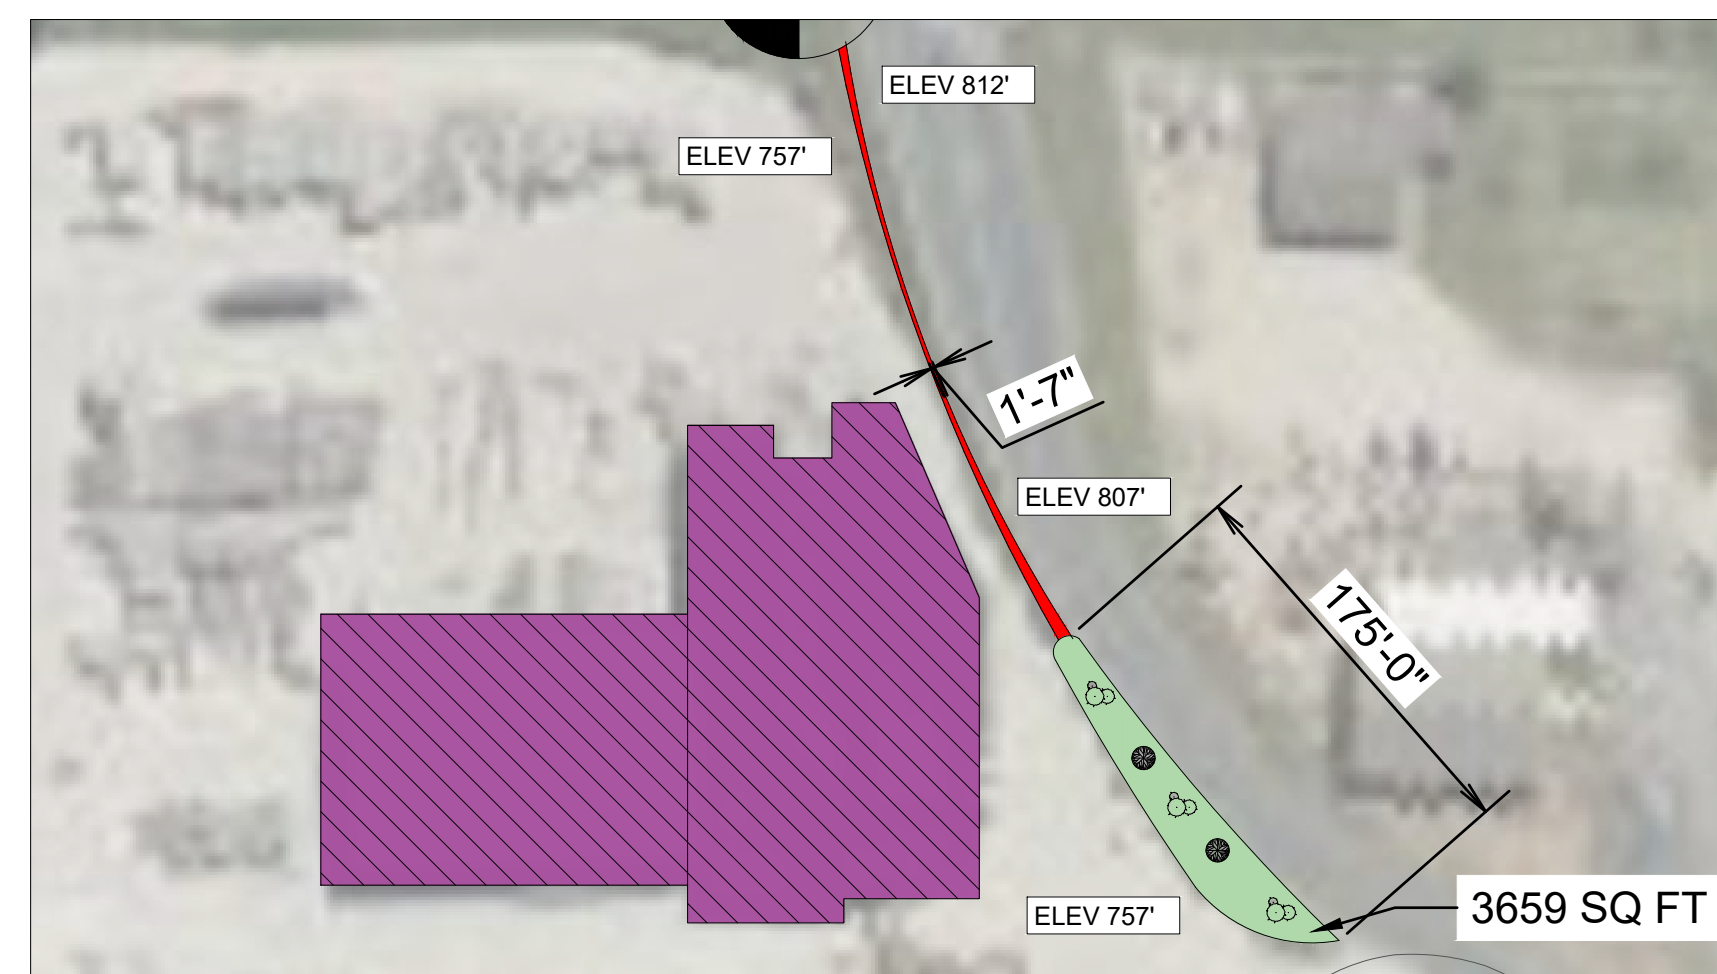 ELEV 812'
ELEV 757'
1'-7"
ELEV 807'
175'-0"
ELEV 757'
3659 SQ FT